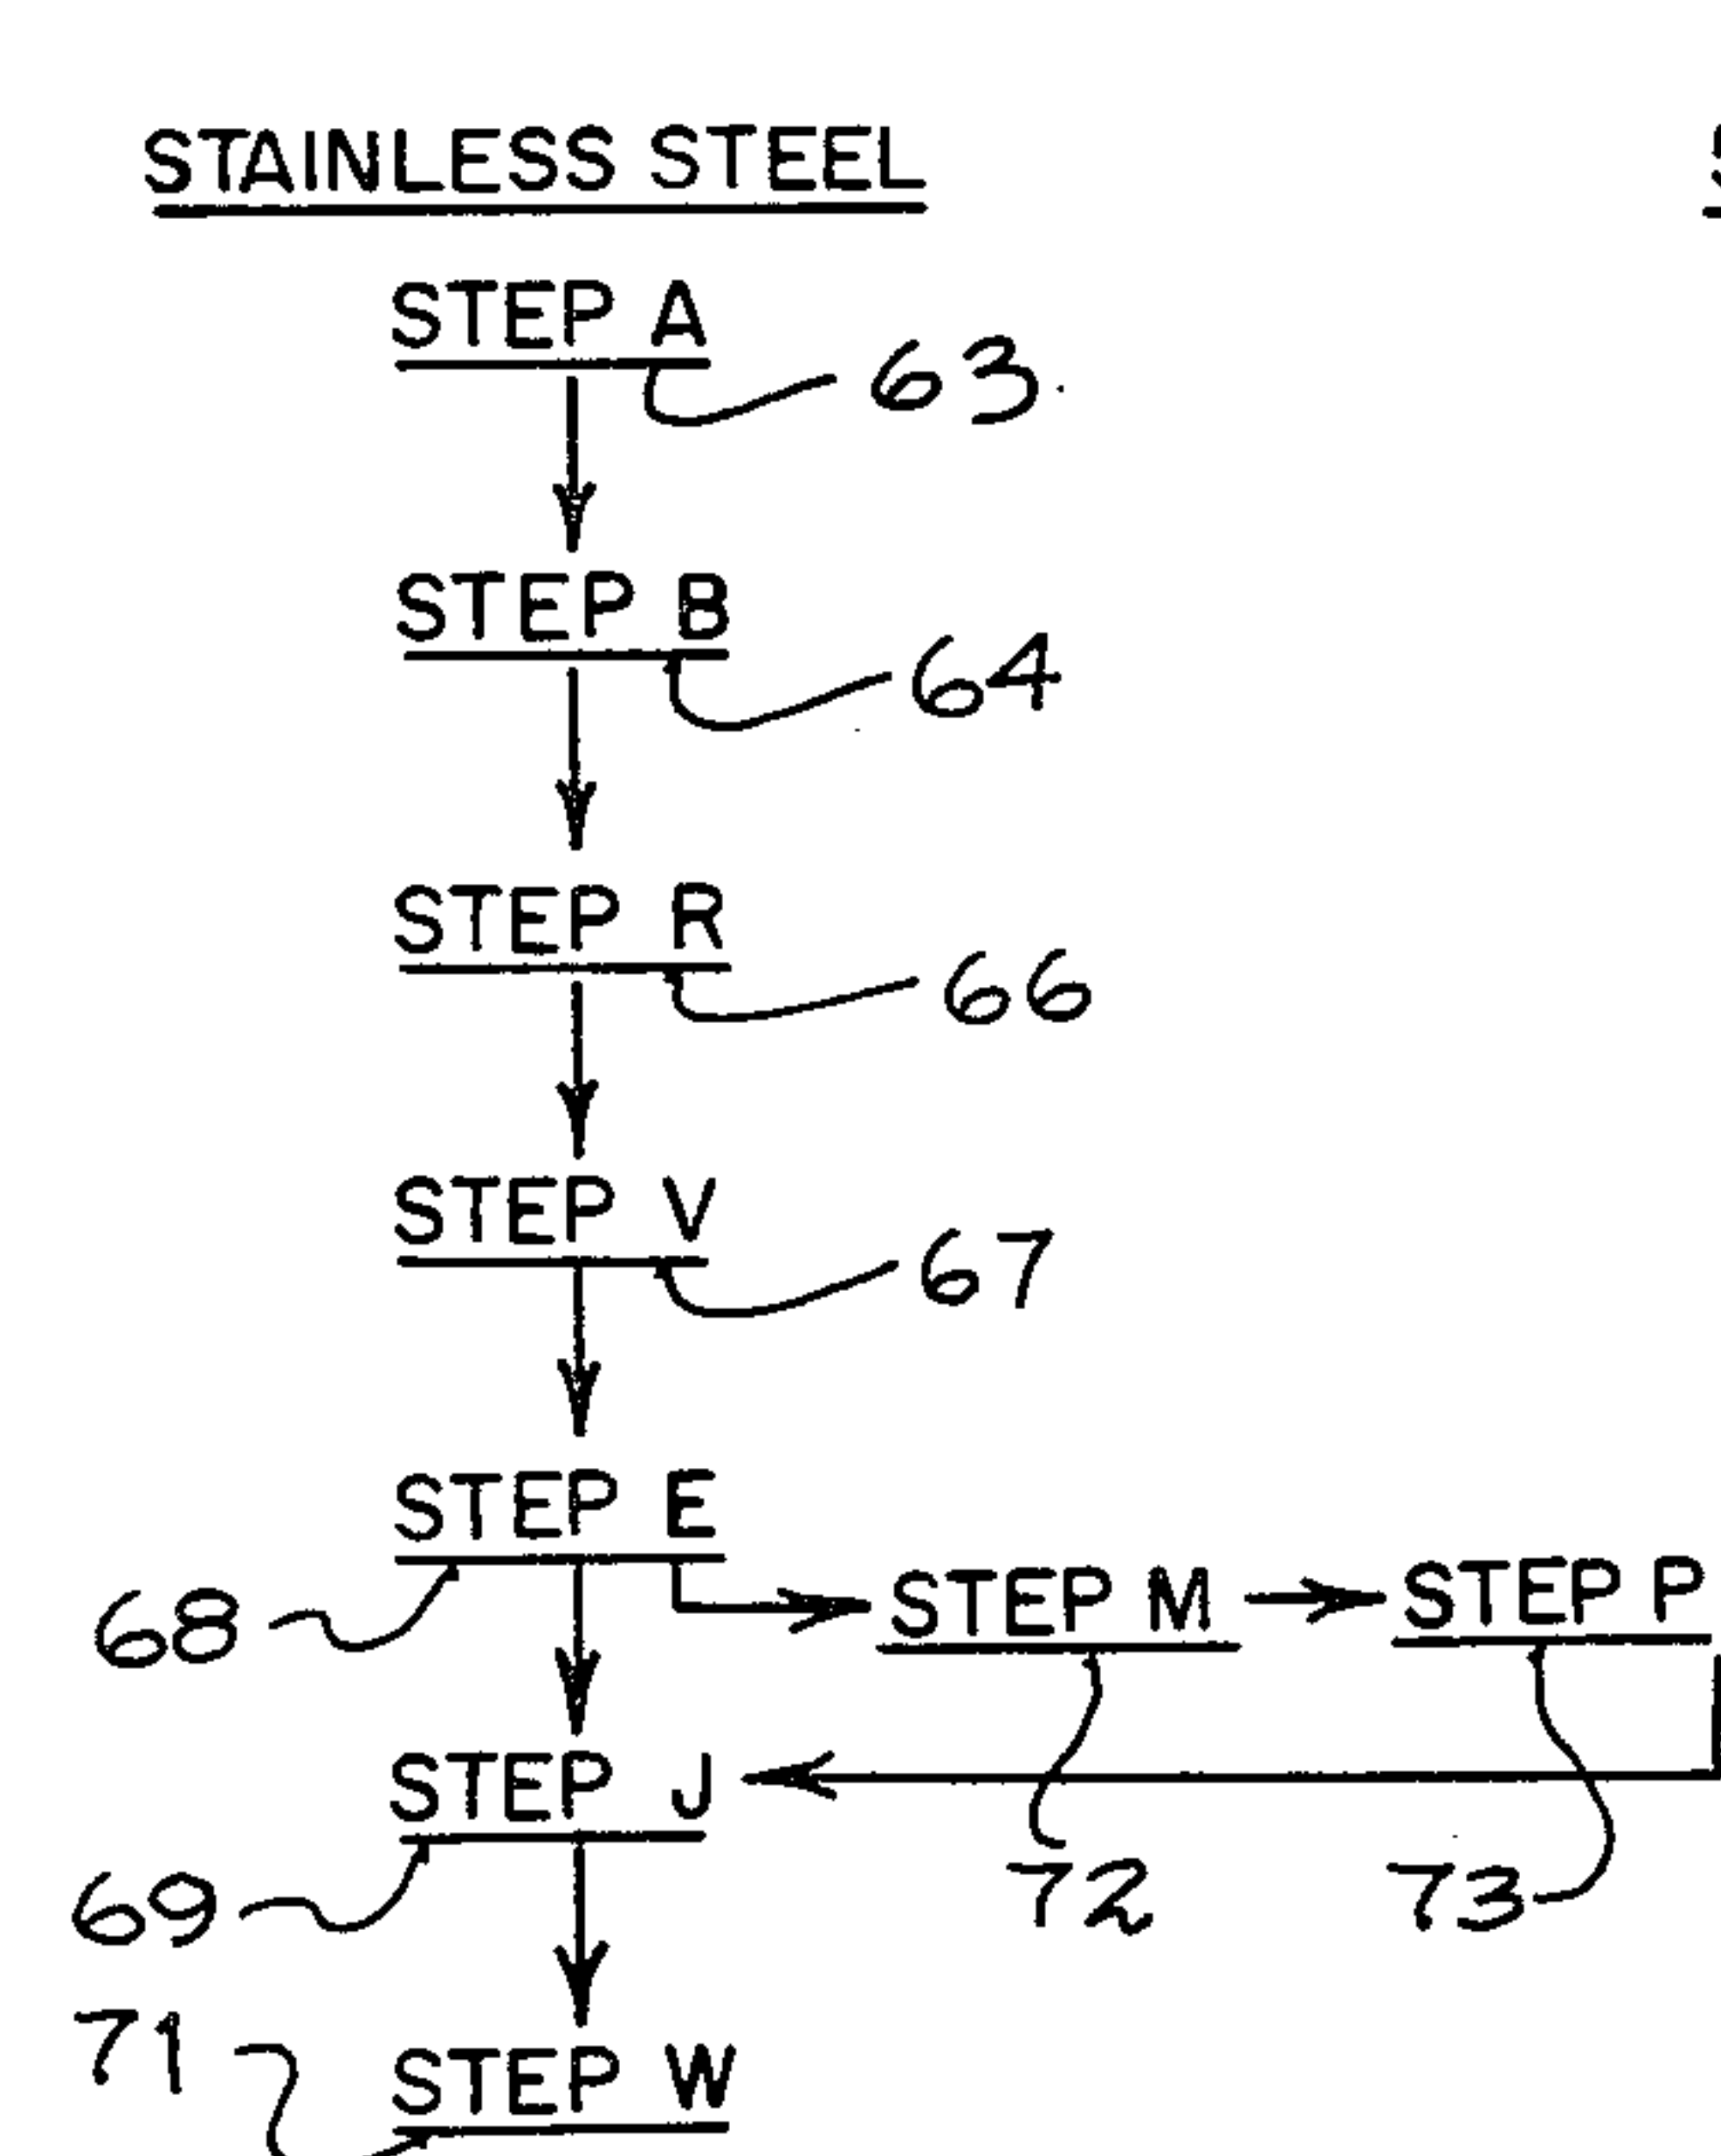 STAINLESS STEEL
STEP A
63
STEP B
64
STEP R
66
STEP V
67
STEP E
68
STEP M
STEP P
STEP J
69
72
73
71
STEP W